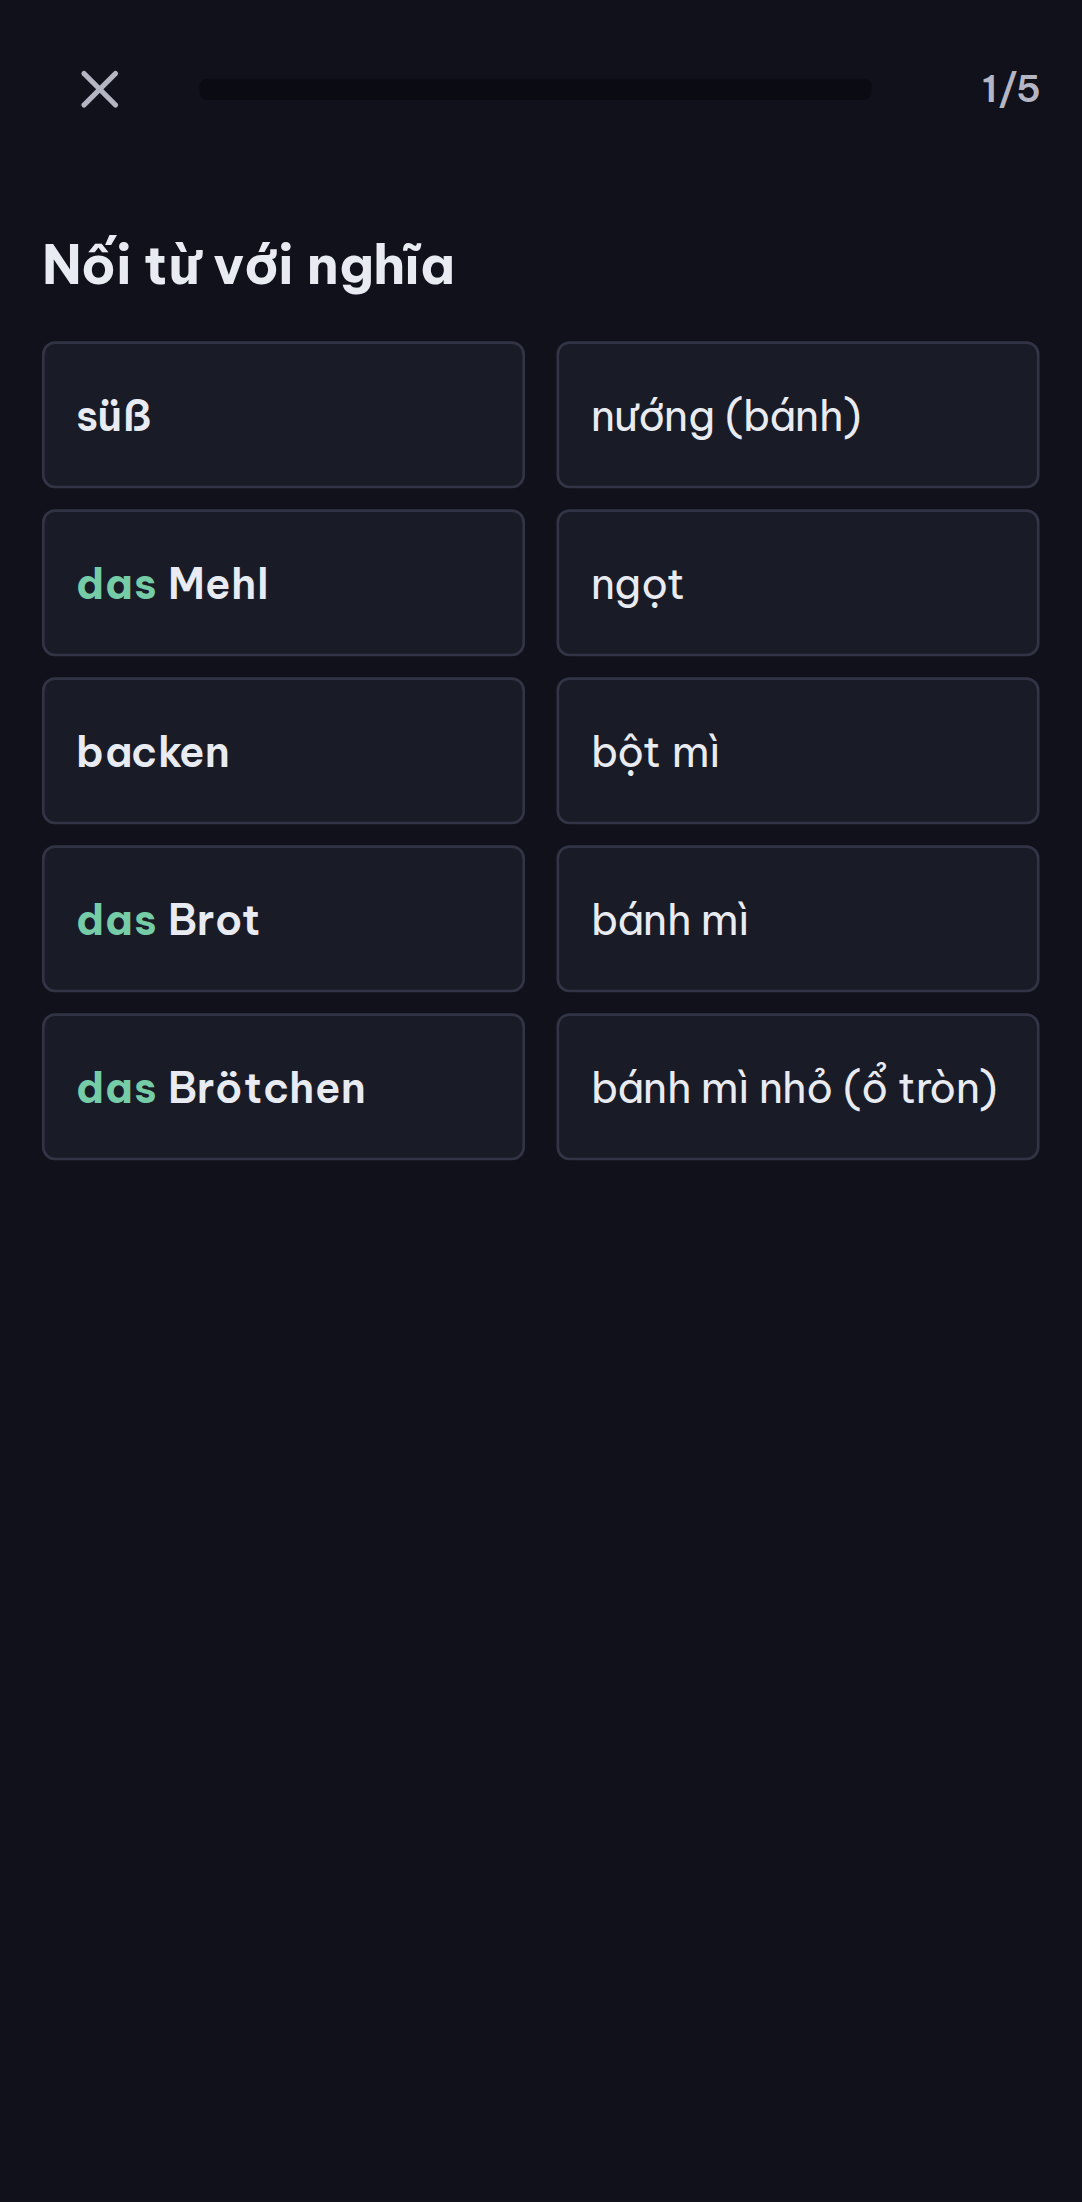 1/5
Nối từ với nghĩa
süß
nướng (bánh)
das Mehl
ngọt
backen
bột mì
das Brot
bánh mì
das Brötchen
bánh mì nhỏ (ổ tròn)